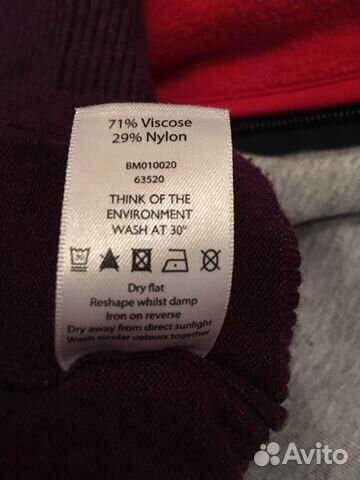 71% Viscose
29% Nylon
BM010020
63520
THINK OF THE
ENVIRONMENT
WASH AT 30°
30
Dry flat
Reshape whilst damp
Iron on reverse
Dry away from direct sunlight
Wash similar colours together
Avito